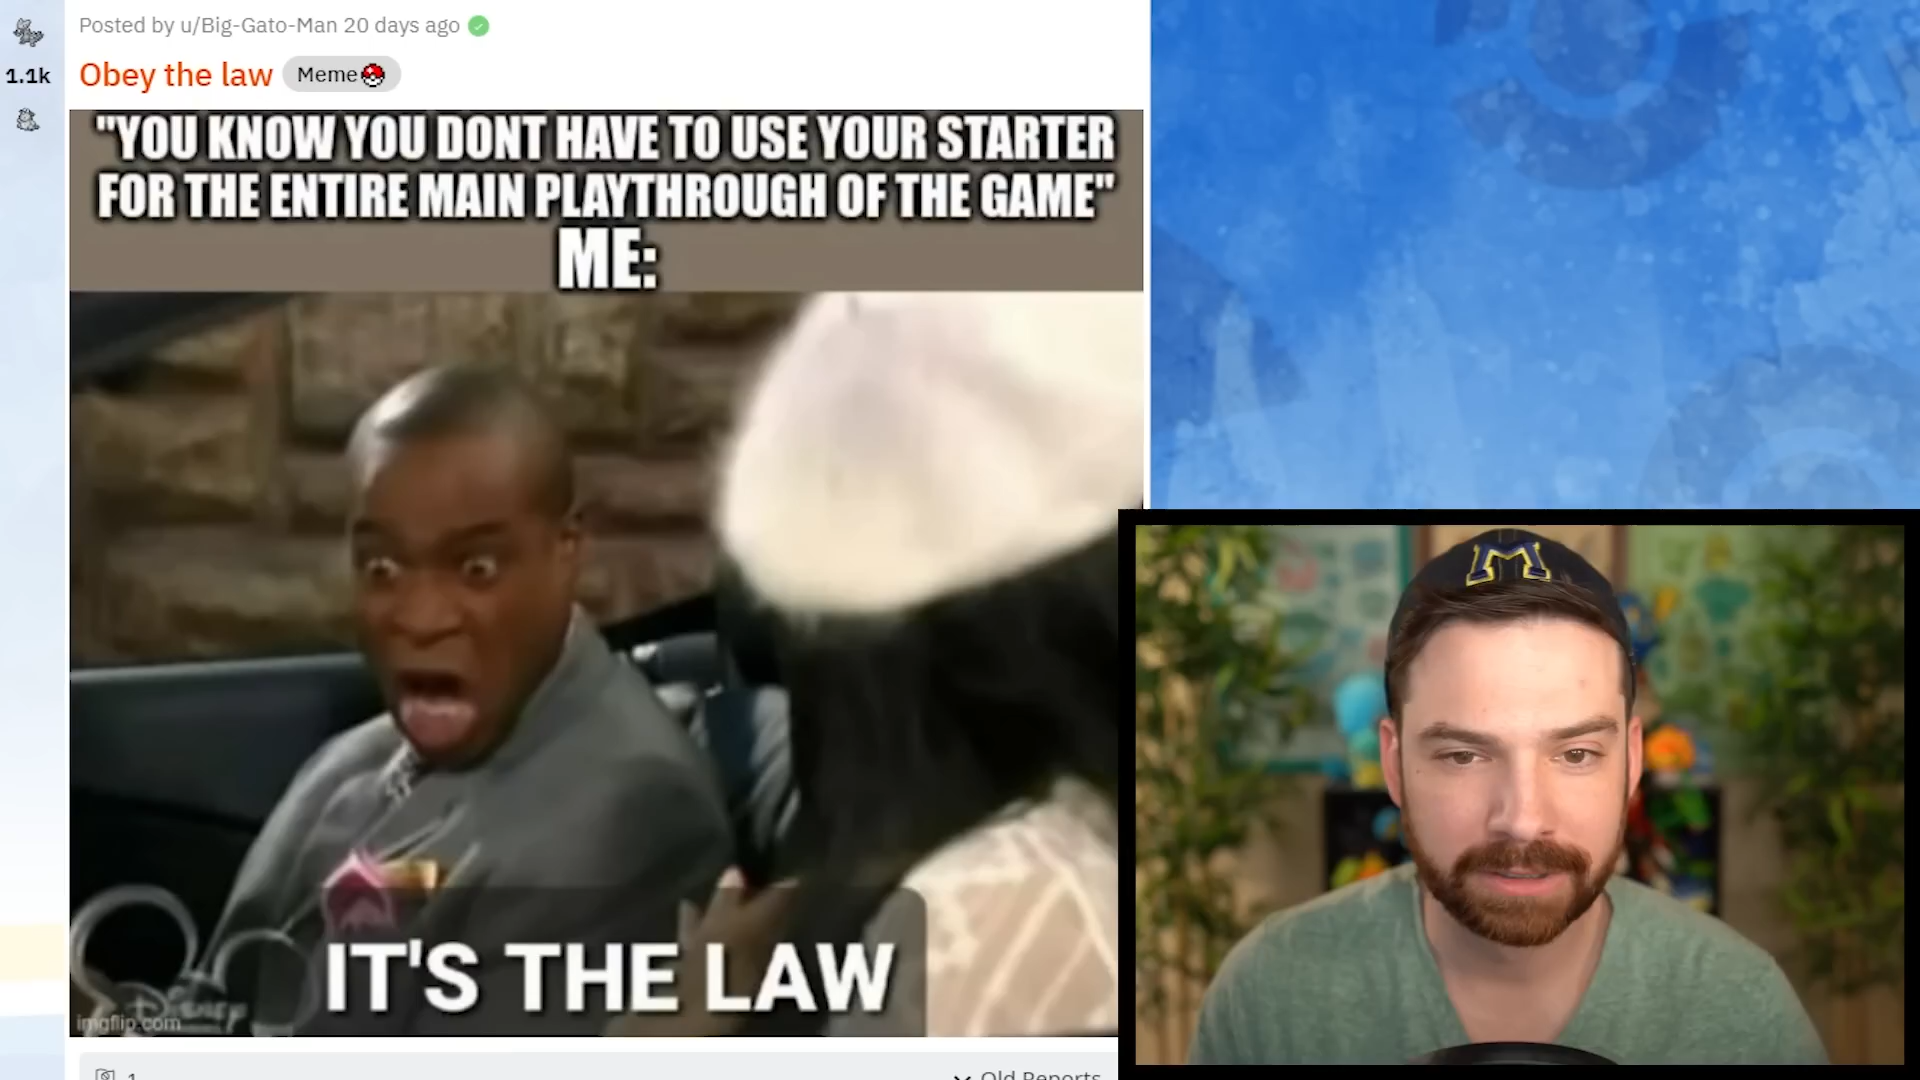 Posted by u/Big-Gato-Man 20 days ago
1.1k
Obey the law Meme
"YOU KNOW YOU DONT HAVE TO USE YOUR STARTER
FOR THE ENTIRE MAIN PLAYTHROUGH OF THE GAME"
ME:
IT'S THE LAW
Disney
imgflip.com
M
1
Old Reports